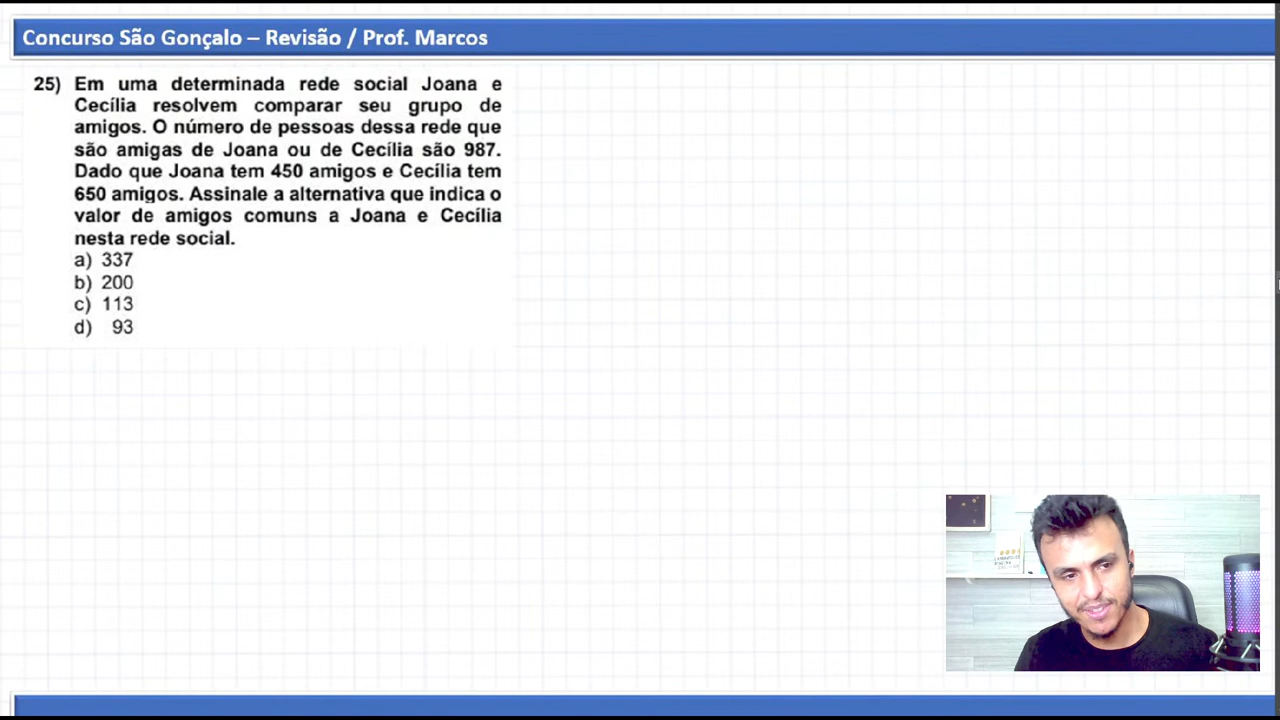 Concurso São Gonçalo – Revisão / Prof. Marcos
25) Em uma determinada rede social Joana e
Cecília resolvem comparar seu grupo de
amigos. O número de pessoas dessa rede que
são amigas de Joana ou de Cecília são 987.
Dado que Joana tem 450 amigos e Cecília tem
650 amigos. Assinale a alternativa que indica o
valor de amigos comuns a Joana e Cecília
nesta rede social.
a) 337
b) 200
c) 113
d) 93